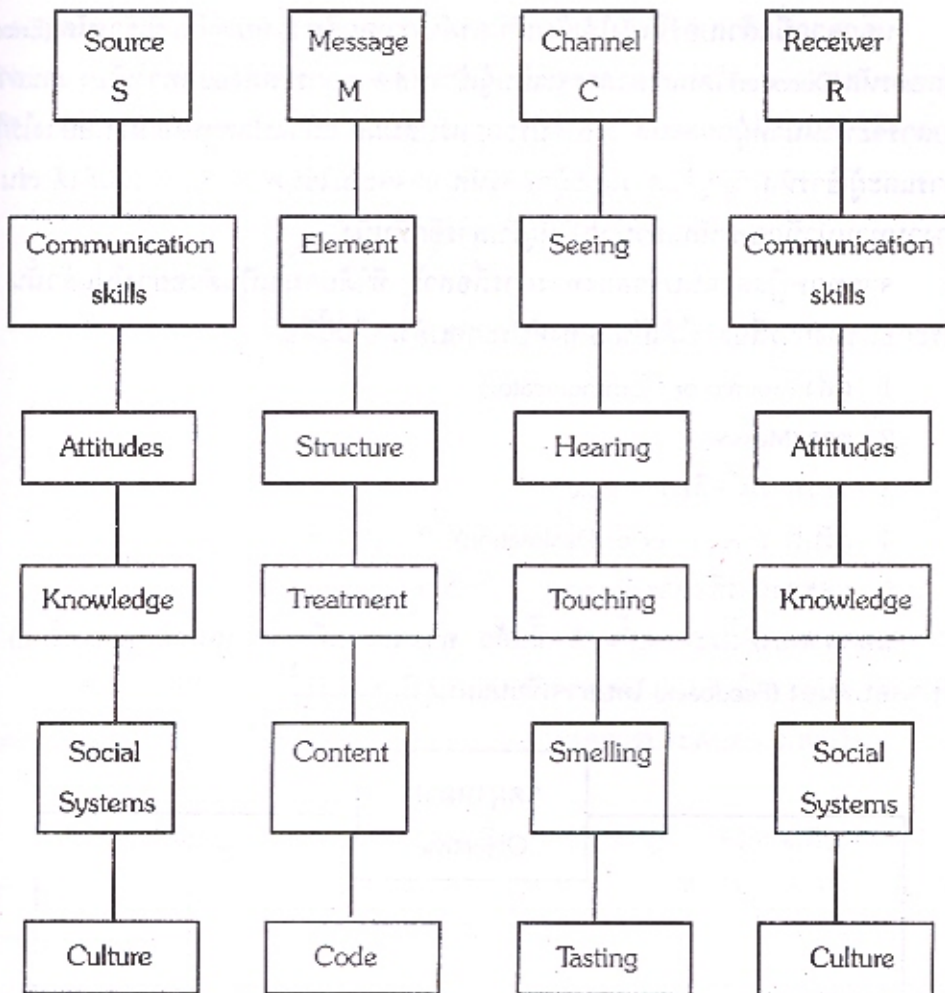 Source
S
Message
M
Channel
C
Receiver
R
Communication
skills
Element
Seeing
Communication
skills
Attitudes
Structure
Hearing
Attitudes
Knowledge
Treatment
Touching
Knowledge
Social
Systems
Content
Smelling
Social
Systems
Culture
Code
Tasting
Culture